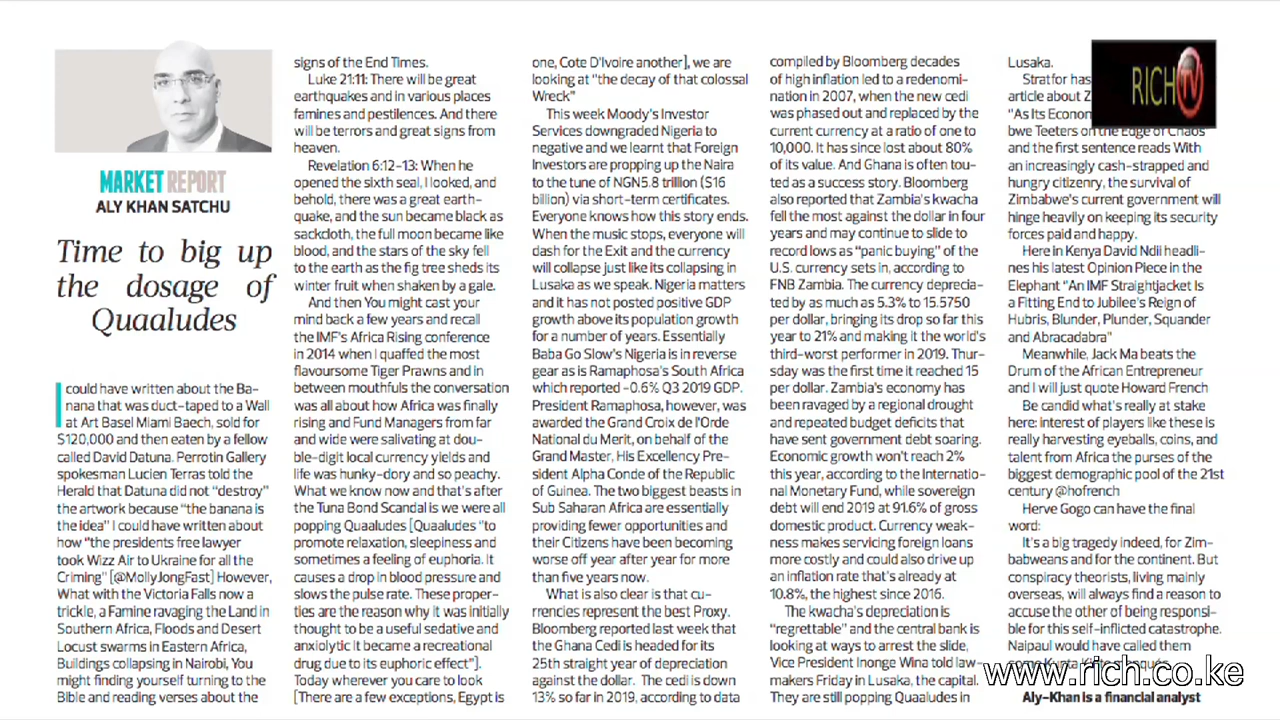 MARKET REPORT
ALY KHAN SATCHU
Time to big up
the dosage of
Quaaludes
I could have written about the Ba-
nana that was duct-taped to a Wall
at Art Basel Miami Baech, sold for
$120,000 and then eaten by a fellow
called David Datuna. Perrotin Gallery
spokesman Lucien Terras told the
Herald that Datuna did not "destroy"
the artwork because "the banana is
the idea" I could have written about
how "the presidents free lawyer
took Wizz Air to Ukraine for all the
Criming" [@MollyJongFast] However,
What with the Victoria Falls now a
trickle, a Famine ravaging the Land in
Southern Africa, Floods and Desert
Locust swarms in Eastern Africa,
Buildings collapsing in Nairobi, You
might finding yourself turning to the
Bible and reading verses about the
signs of the End Times.
Luke 21:11: There will be great
earthquakes and in various places
famines and pestilences. And there
will be terrors and great signs from
heaven.
Revelation 6:12-13: When he
opened the sixth seal, I looked, and
behold, there was a great earth-
quake, and the sun became black as
sackcloth, the full moon became like
blood, and the stars of the sky fell
to the earth as the fig tree sheds its
winter fruit when shaken by a gale.
And then You might cast your
mind back a few years and recall
the IMF's Africa Rising conference
in 2014 when I quaffed the most
flavoursome Tiger Prawns and in
between mouthfuls the conversation
was all about how Africa was finally
rising and Fund Managers from far
and wide were salivating at dou-
ble-digit local currency yields and
life was hunky-dory and so peachy.
What we know now and that's after
the Tuna Bond Scandal is we were all
popping Quaaludes [Quaaludes "to
promote relaxation, sleepiness and
sometimes a feeling of euphoria. It
causes a drop in blood pressure and
slows the pulse rate. These proper-
ties are the reason why it was initially
thought to be a useful sedative and
anxiolytic it became a recreational
drug due to its euphoric effect"].
Today wherever you care to look
[There are a few exceptions, Egypt is
one, Cote D'Ivoire another], we are
looking at "the decay of that colossal
Wreck"
This week Moody's Investor
Services downgraded Nigeria to
negative and we learnt that Foreign
Investors are propping up the Naira
to the tune of NGN5.8 trillion ($16
billion) via short-term certificates.
Everyone knows how this story ends.
When the music stops, everyone will
dash for the Exit and the currency
will collapse just like its collapsing in
Lusaka as we speak. Nigeria matters
and it has not posted positive GDP
growth above its population growth
for a number of years. Essentially
Baba Go Slow's Nigeria is in reverse
gear as is Ramaphosa's South Africa
which reported -0.6% Q3 2019 GDP.
President Ramaphosa, however, was
awarded the Grand Croix de l'Orde
National du Merit, on behalf of the
Grand Master, His Excellency Pre-
sident Alpha Conde of the Republic
of Guinea. The two biggest beasts in
Sub Saharan Africa are essentially
providing fewer opportunities and
their Citizens have been becoming
worse off year after year for more
than five years now.
What is also clear is that cu-
rrencies represent the best Proxy.
Bloomberg reported last week that
the Ghana Cedi is headed for its
25th straight year of depreciation
against the dollar. The cedi is down
13% so far in 2019, according to data
compiled by Bloomberg decades
of high inflation led to a redenomi-
nation in 2007, when the new cedi
was phased out and replaced by the
current currency at a ratio of one to
10,000. It has since lost about 80%
of its value. And Ghana is often tou-
ted as a success story. Bloomberg
also reported that Zambia's kwacha
fell the most against the dollar in four
years and may continue to slide to
record lows as "panic buying" of the
U.S. currency sets in, according to
FNB Zambia. The currency deprecia-
ted by as much as 5.3% to 15.5750
per dollar, bringing its drop so far this
year to 21% and making it the world's
third-worst performer in 2019. Thur-
sday was the first time it reached 15
per dollar. Zambia's economy has
been ravaged by a regional drought
and repeated budget deficits that
have sent government debt soaring.
Economic growth won't reach 2%
this year, according to the Internatio-
nal Monetary Fund, while sovereign
debt will end 2019 at 91.6% of gross
domestic product. Currency weak-
ness makes servicing foreign loans
more costly and could also drive up
an inflation rate that's already at
10.8%, the highest since 2016.
The kwacha's depreciation is
"regrettable" and the central bank is
looking at ways to arrest the slide,
Vice President Inonge Wina told law-
makers Friday in Lusaka, the capital.
They are still popping Quaaludes in
Lusaka.
Stratfor has
article about Z
"As Its Econom
bwe Teeters on the Edge of Chaos
and the first sentence reads With
an increasingly cash-strapped and
hungry citizenry, the survival of
Zimbabwe's current government will
hinge heavily on keeping its security
forces paid and happy.
Here in Kenya David Ndii headli-
nes his latest Opinion Piece in the
Elephant "An IMF Straightjacket Is
a Fitting End to Jubilee's Reign of
Hubris, Blunder, Plunder, Squander
and Abracadabra"
Meanwhile, Jack Ma beats the
Drum of the African Entrepreneur
and I will just quote Howard French
Be candid what's really at stake
here: interest of players like these is
really harvesting eyeballs, coins, and
talent from Africa the purses of the
biggest demographic pool of the 21st
century @hofrench
Herve Gogo can have the final
word:
It's a big tragedy indeed, for Zim-
babweans and for the continent. But
conspiracy theorists, living mainly
overseas, will always find a reason to
accuse the other of being responsi-
ble for this self-inflicted catastrophe.
Naipaul would have called them
Aly-Khan is a financial analyst
RICH TV
www.rich.co.ke